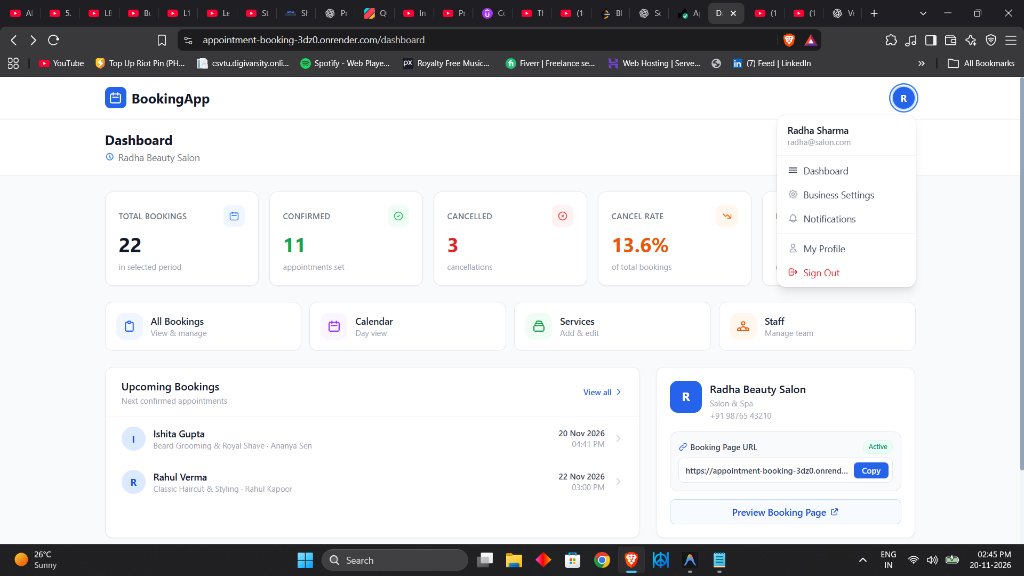 appointment-booking-3dz0.onrender.com/dashboard
YouTube
Top Up Riot Pin (PH...
csvtu.digivarsity.onli...
Spotify - Web Playe...
Royalty Free Music...
Fiverr | Freelance se...
Web Hosting | Serve...
(7) Feed | LinkedIn
»
All Bookmarks
BookingApp
R
Dashboard
Radha Beauty Salon
Radha Sharma
radha@salon.com
Dashboard
Business Settings
Notifications
My Profile
Sign Out
TOTAL BOOKINGS
22
in selected period
CONFIRMED
11
appointments set
CANCELLED
3
cancellations
CANCEL RATE
13.6%
of total bookings
All Bookings
View & manage
Calendar
Day view
Services
Add & edit
Staff
Manage team
Upcoming Bookings
Next confirmed appointments
View all
I
Ishita Gupta
Beard Grooming & Royal Shave · Ananya Sen
20 Nov 2026
04:41 PM
R
Rahul Verma
Classic Haircut & Styling · Rahul Kapoor
22 Nov 2026
03:00 PM
R
Radha Beauty Salon
Salon & Spa
+91 98765 43210
Booking Page URL
Active
https://appointment-booking-3dz0.onrend...
Copy
Preview Booking Page
26°C
Sunny
Search
ENG
IN
02:45 PM
20-11-2026